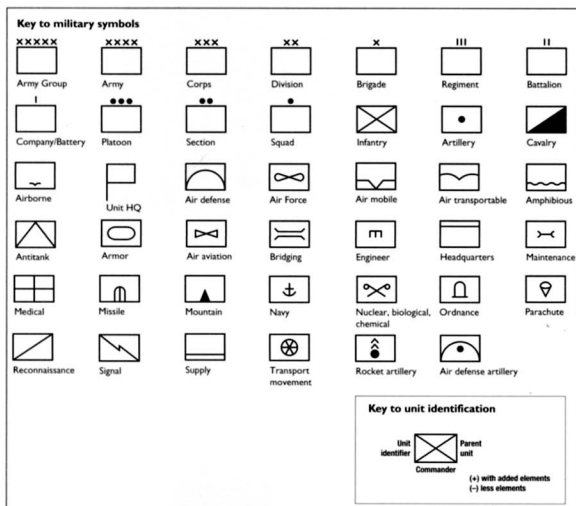 Key to military symbols
XXXXX XXXX XXX XX X III II
Army Group Army Corps Division Brigade Regiment Battalion
I ●●● ●● ●
Company/Battery Platoon Section Squad Infantry Artillery Cavalry
Airborne Unit HQ Air defense Air Force Air mobile Air transportable Amphibious
Antitank Armor Air aviation Bridging Engineer Headquarters Maintenance
Medical Missile Mountain Navy Nuclear, biological, Ordnance Parachute
chemical
Reconnaissance Signal Supply Transport Rocket artillery Air defense artillery
movement
Key to unit identification
Unit Parent
identifier unit
Commander
(+) with added elements
(–) less elements